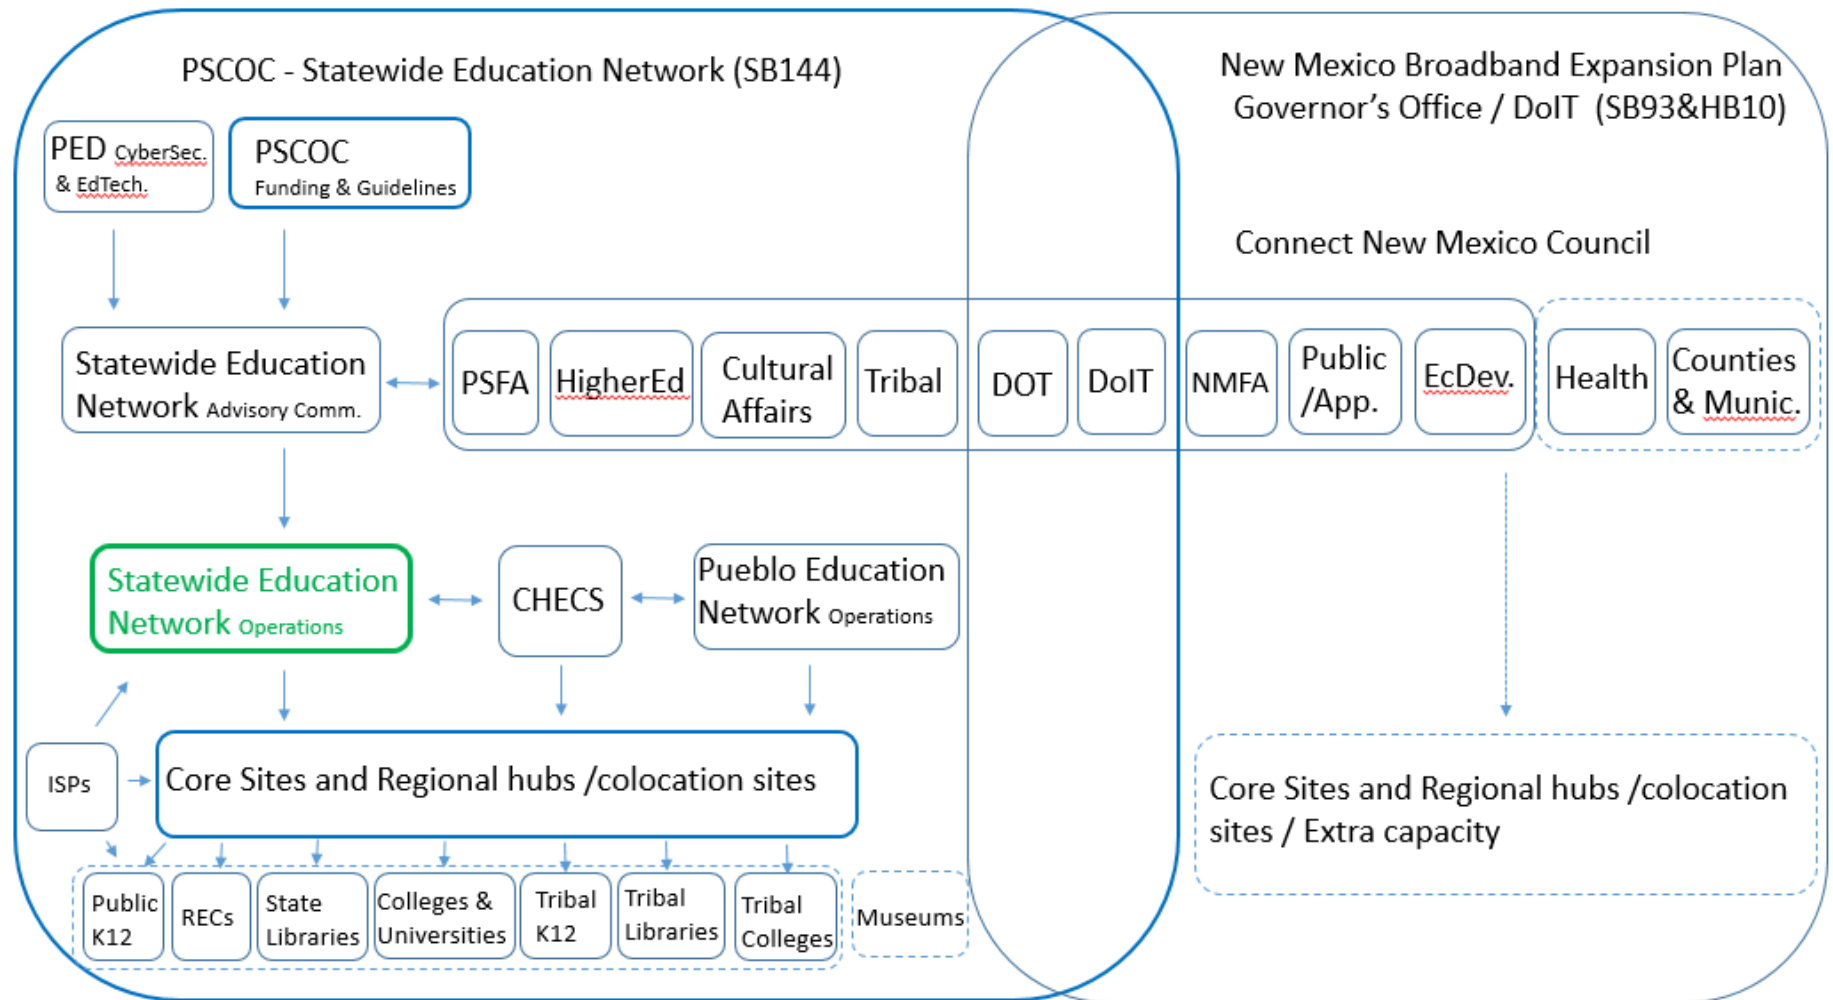 PSCOC - Statewide Education Network (SB144)
New Mexico Broadband Expansion Plan
Governor's Office / DoIT (SB93&HB10)
PED CyberSec.
& EdTech.
PSCOC
Funding & Guidelines
Connect New Mexico Council
Statewide Education
Network Advisory Comm.
PSFA
HigherEd
Cultural
Affairs
Tribal
DOT
DoIT
NMFA
Public
/App.
EcDev.
Health
Counties
& Munic.
Statewide Education
Network Operations
CHECS
Pueblo Education
Network Operations
ISPs
Core Sites and Regional hubs /colocation sites
Core Sites and Regional hubs /colocation
sites / Extra capacity
Public
K12
RECs
State
Libraries
Colleges &
Universities
Tribal
K12
Tribal
Libraries
Tribal
Colleges
Museums